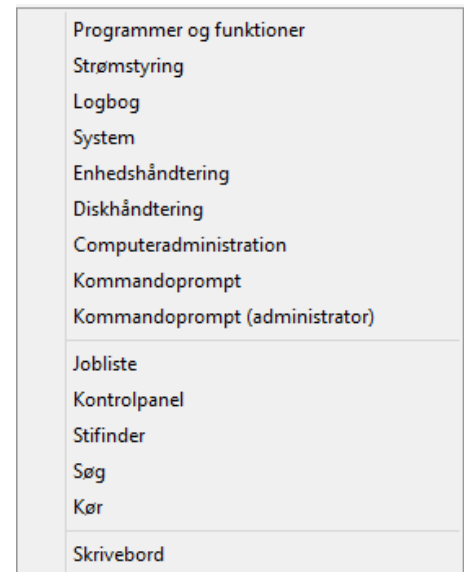 Programmer og funktioner
Strømstyring
Logbog
System
Enhedshåndtering
Diskhåndtering
Computeradministration
Kommandoprompt
Kommandoprompt (administrator)
Jobliste
Kontrolpanel
Stifinder
Søg
Kør
Skrivebord